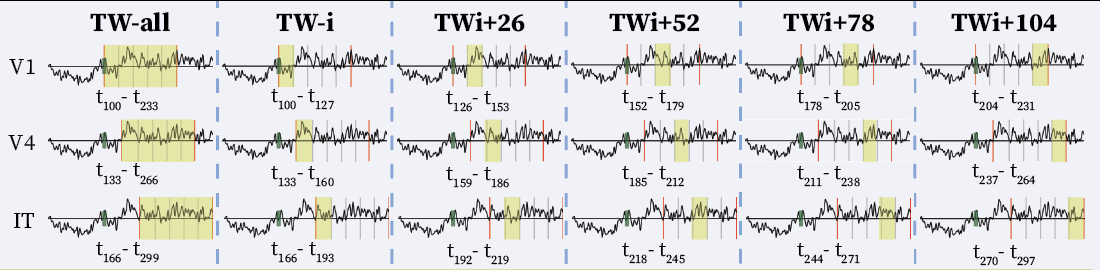 TW-all TW-i TWi+26 TWi+52 TWi+78 TWi+104
V1
t100 - t233 t100 - t127 t126 - t153 t152 - t179 t178 - t205 t204 - t231
V4
t133 - t266 t133 - t160 t159 - t186 t185 - t212 t211 - t238 t237 - t264
IT
t166 - t299 t166 - t193 t192 - t219 t218 - t245 t244 - t271 t270 - t297